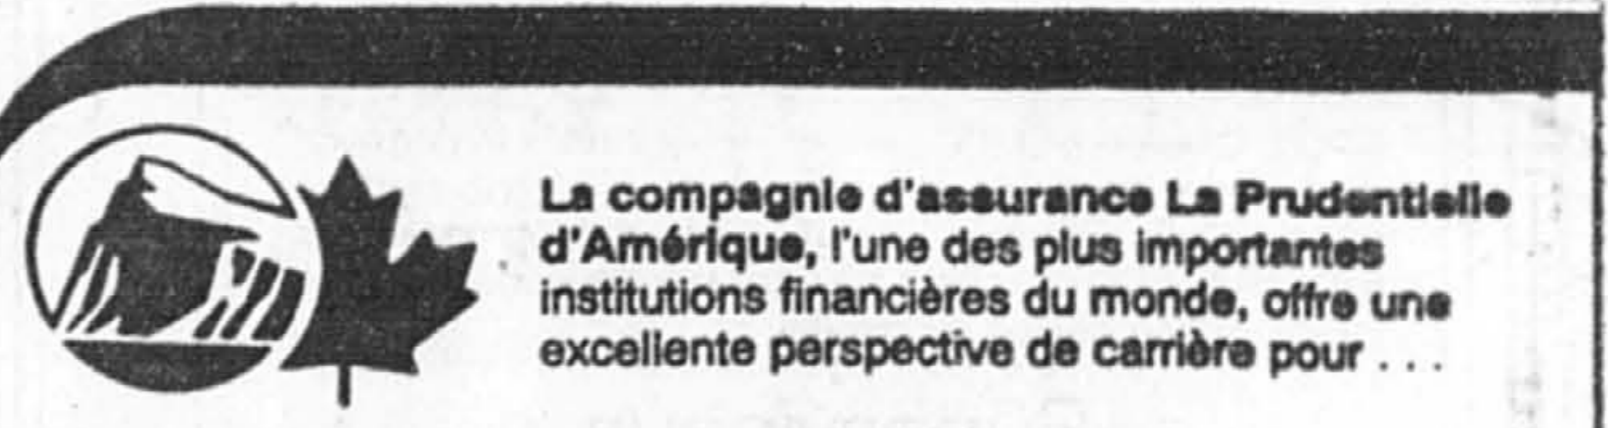 La compagnie d'assurance La Prudentielle
d'Amérique, l'une des plus importantes
institutions financières du monde, offre une
excellente perspective de carrière pour . . .